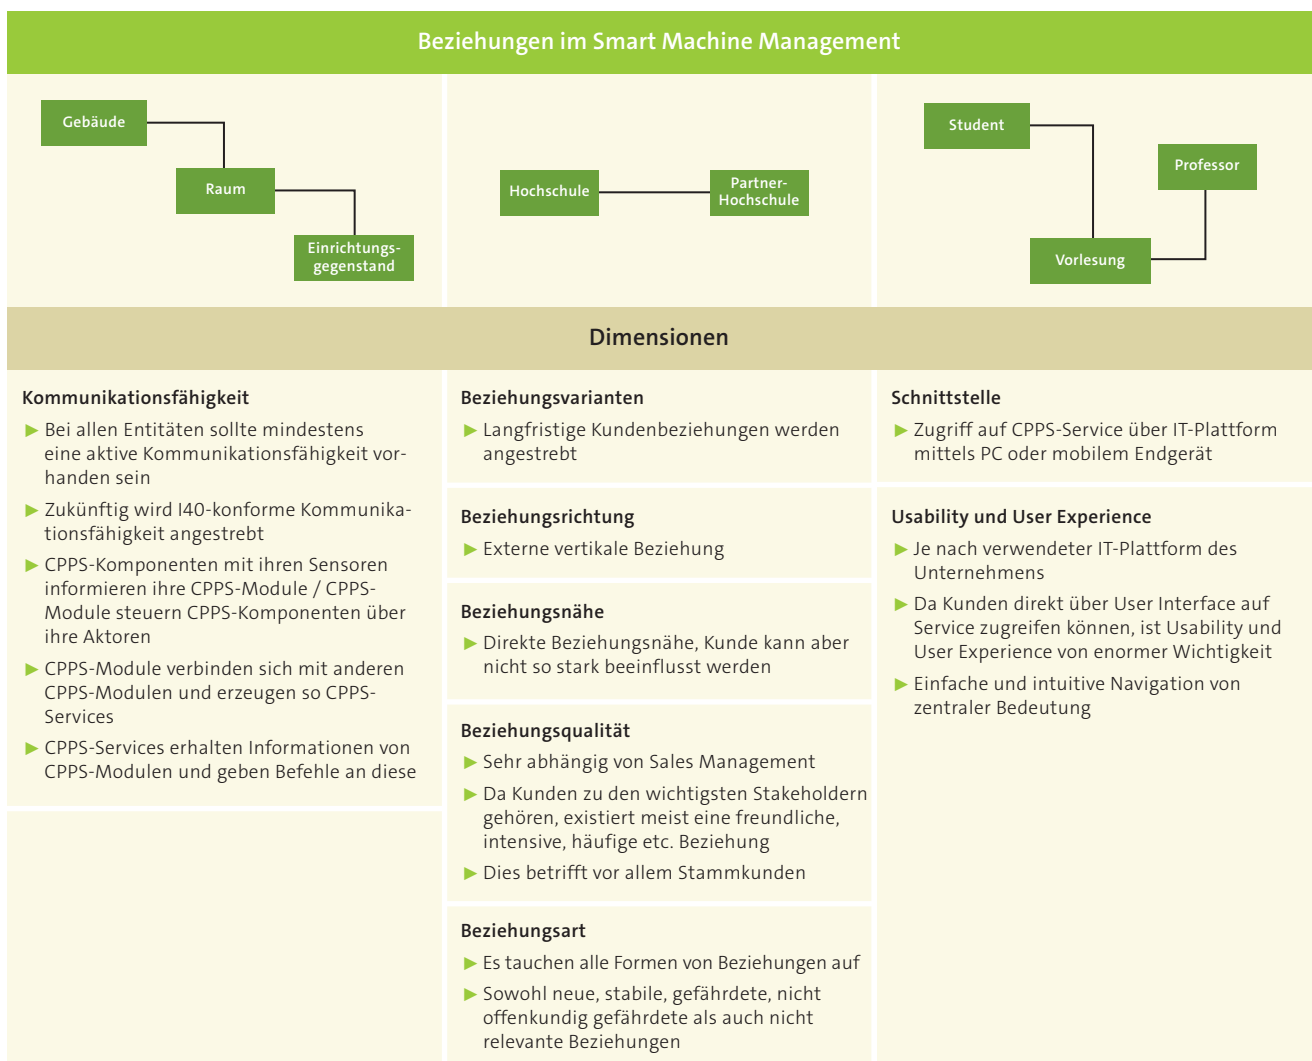 Beziehungen im Smart Machine Management
Gebäude
Raum
Einrichtungs-
gegenstand
Hochschule
Partner-
Hochschule
Student
Professor
Vorlesung
Dimensionen
Kommunikationsfähigkeit
▶ Bei allen Entitäten sollte mindestens
eine aktive Kommunikationsfähigkeit vor-
handen sein
▶ Zukünftig wird I40-konforme Kommunika-
tionsfähigkeit angestrebt
▶ CPPS-Komponenten mit ihren Sensoren
informieren ihre CPPS-Module / CPPS-
Module steuern CPPS-Komponenten über
ihre Aktoren
▶ CPPS-Module verbinden sich mit anderen
CPPS-Modulen und erzeugen so CPPS-
Services
▶ CPPS-Services erhalten Informationen von
CPPS-Modulen und geben Befehle an diese
Beziehungsvarianten
▶ Langfristige Kundenbeziehungen werden
angestrebt
Beziehungsrichtung
▶ Externe vertikale Beziehung
Beziehungsnähe
▶ Direkte Beziehungsnähe, Kunde kann aber
nicht so stark beeinflusst werden
Beziehungsqualität
▶ Sehr abhängig von Sales Management
▶ Da Kunden zu den wichtigsten Stakeholdern
gehören, existiert meist eine freundliche,
intensive, häufige etc. Beziehung
▶ Dies betrifft vor allem Stammkunden
Beziehungsart
▶ Es tauchen alle Formen von Beziehungen auf
▶ Sowohl neue, stabile, gefährdete, nicht
offenkundig gefährdete als auch nicht
relevante Beziehungen
Schnittstelle
▶ Zugriff auf CPPS-Service über IT-Plattform
mittels PC oder mobilem Endgerät
Usability und User Experience
▶ Je nach verwendeter IT-Plattform des
Unternehmens
▶ Da Kunden direkt über User Interface auf
Service zugreifen können, ist Usability und
User Experience von enormer Wichtigkeit
▶ Einfache und intuitive Navigation von
zentraler Bedeutung